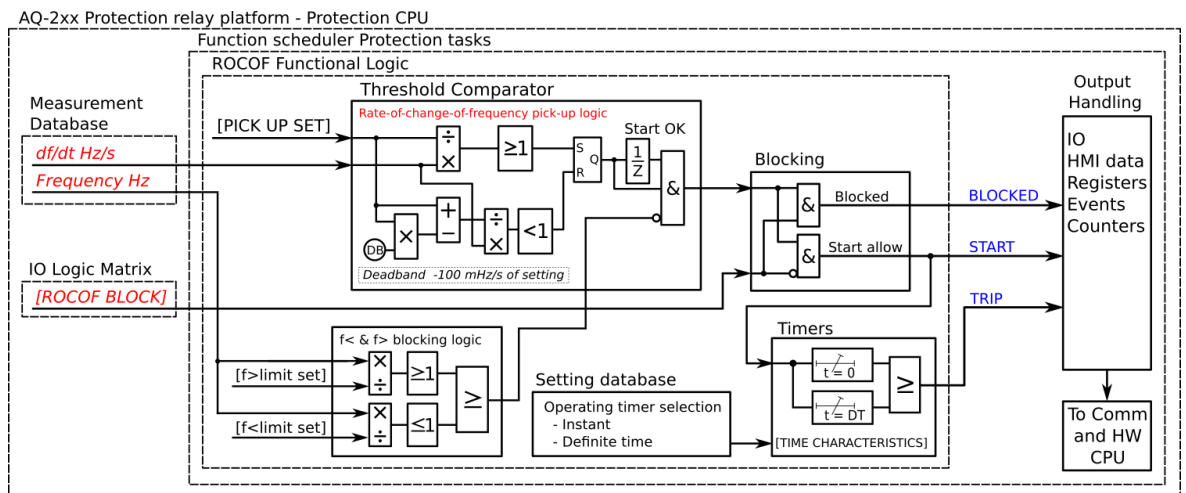 AQ-2xx Protection relay platform - Protection CPU
Function scheduler Protection tasks
ROCOF Functional Logic
Measurement
Database
df/dt Hz/s
Frequency Hz
IO Logic Matrix
[ROCOF BLOCK]
Threshold Comparator
[PICK UP SET]
Rate-of-change-of-frequency pick-up logic
÷
×
≥1
S
R
Q
Start OK
1
Z
&
DB
×
+
−
÷
×
<1
Deadband -100 mHz/s of setting
Blocking
&
Blocked
&
Start allow
BLOCKED
START
TRIP
Output
Handling
IO
HMI data
Registers
Events
Counters
f< & f> blocking logic
[f>limit set]
[f<limit set]
×
÷
≥1
×
÷
≤1
≥
Setting database
Operating timer selection
- Instant
- Definite time
Timers
t = 0
t = DT
≥
[TIME CHARACTERISTICS]
To Comm
and HW
CPU